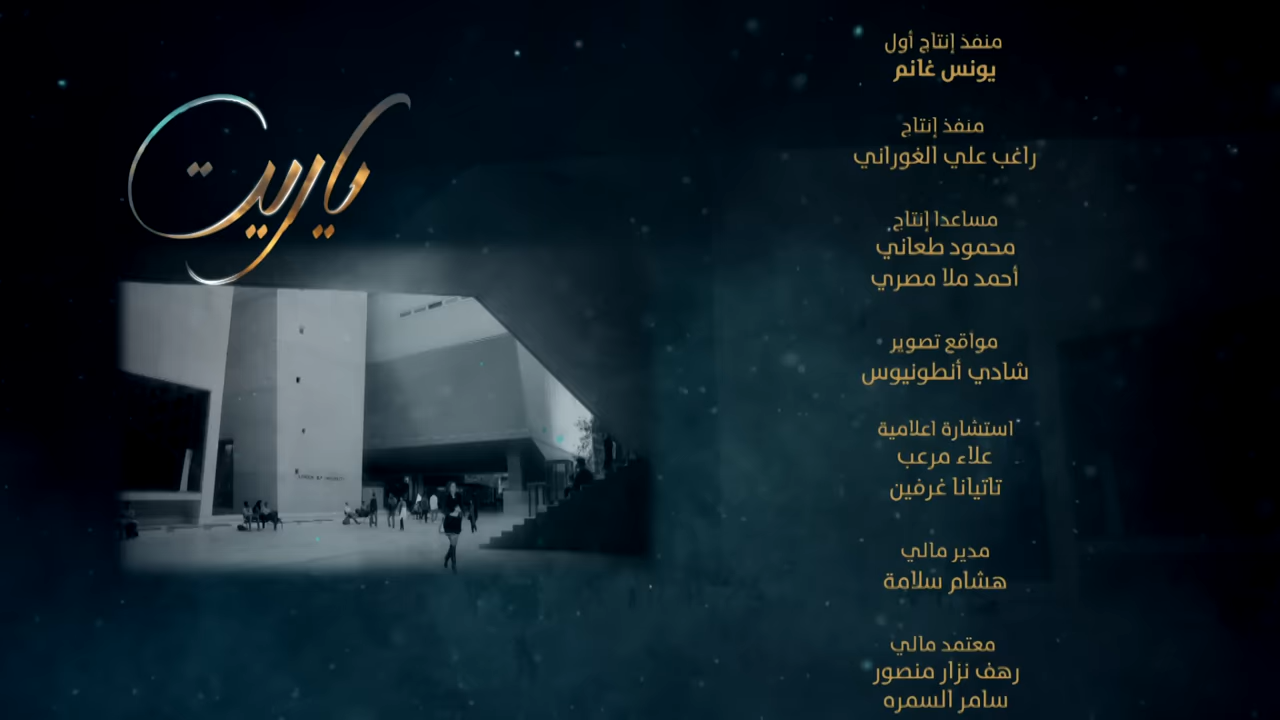 ياريت
منفذ إنتاج أول
يونس غانم
منفذ إنتاج
راغب علي الغوراني
مساعدا إنتاج
محمود طعاني
أحمد ملا مصري
مواقع تصوير
شادي أنطونيوس
استشارة اعلامية
علاء مرعب
تاتيانا غرفين
مدير مالي
هشام سلامة
معتمد مالي
رهف نزار منصور
سامر السمره